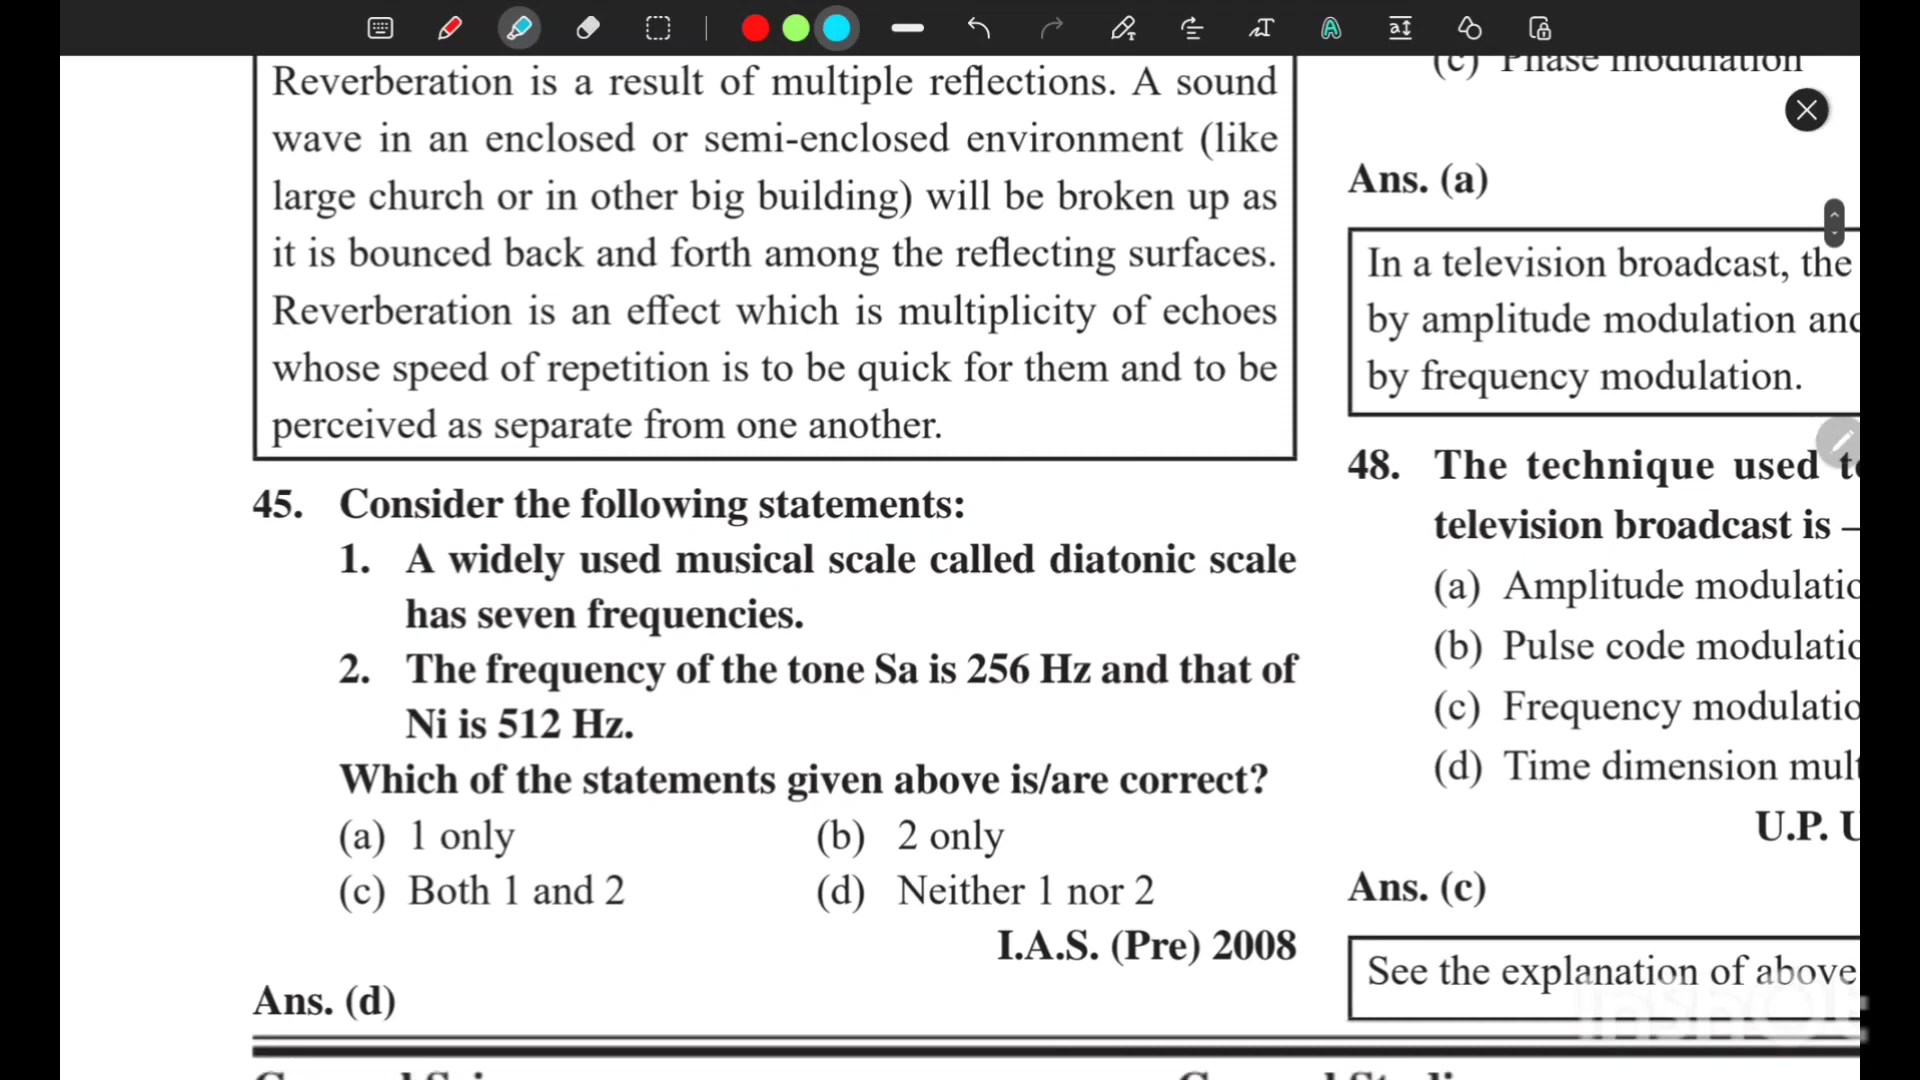 Reverberation is a result of multiple reflections. A sound
wave in an enclosed or semi-enclosed environment (like
large church or in other big building) will be broken up as
it is bounced back and forth among the reflecting surfaces.
Reverberation is an effect which is multiplicity of echoes
whose speed of repetition is to be quick for them and to be
perceived as separate from one another.
45. Consider the following statements:
1. A widely used musical scale called diatonic scale
has seven frequencies.
2. The frequency of the tone Sa is 256 Hz and that of
Ni is 512 Hz.
Which of the statements given above is/are correct?
(a) 1 only (b) 2 only
(c) Both 1 and 2 (d) Neither 1 nor 2
I.A.S. (Pre) 2008
Ans. (d)
(c) Phase modulation
Ans. (a)
In a television broadcast, the
by amplitude modulation and
by frequency modulation.
48. The technique used to
television broadcast is –
(a) Amplitude
(b) Pulse code
(c) Frequency
(d) Time dimension
U.P.
Ans. (c)
See the explanation of above
InShOt